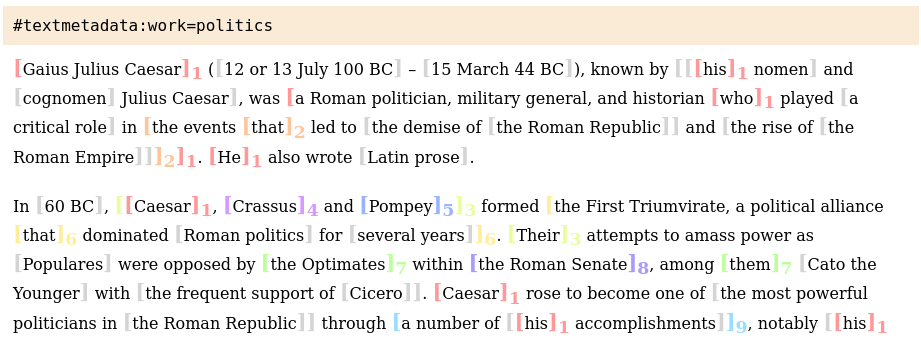 #textmetadata:work=politics
[Gaius Julius Caesar]1 ([12 or 13 July 100 BC] – [15 March 44 BC]), known by [[[his]1 nomen] and
[cognomen] Julius Caesar], was [a Roman politician, military general, and historian [who]1 played [a
critical role] in [the events [that]2 led to [the demise of [the Roman Republic]] and [the rise of [the
Roman Empire]]]2]1. [He]1 also wrote [Latin prose].
In [60 BC], [[Caesar]1, [Crassus]4 and [Pompey]5]3 formed [the First Triumvirate, a political alliance
[that]6 dominated [Roman politics] for [several years]]6. [Their]3 attempts to amass power as
[Populares] were opposed by [the Optimates]7 within [the Roman Senate]8, among [them]7 [Cato the
Younger] with [the frequent support of [Cicero]]. [Caesar]1 rose to become one of [the most powerful
politicians in [the Roman Republic]] through [a number of [[his]1 accomplishments]]9, notably [[his]1